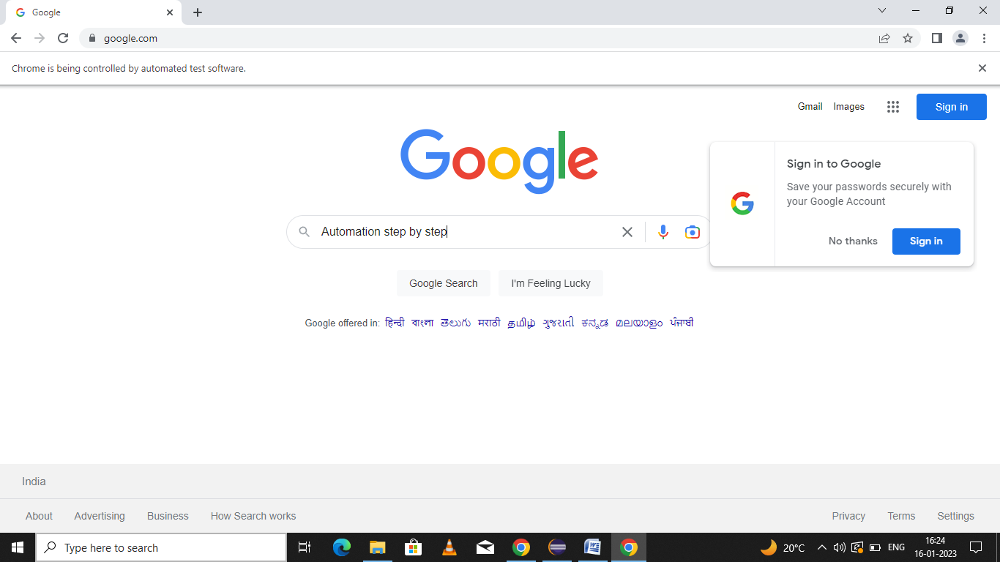 Google
google.com
Chrome is being controlled by automated test software.
Gmail Images Sign in
Google
Sign in to Google
Save your passwords securely with
your Google Account
No thanks Sign in
Automation step by step
Google Search I'm Feeling Lucky
Google offered in: हिन्दी বাংলা తెలుగు मराठी தமிழ் ગુજરાતી ಕನ್ನಡ മലയാളം ਪੰਜਾਬੀ
India
About Advertising Business How Search works Privacy Terms Settings
Type here to search 20°C ENG 16:24
16-01-2023